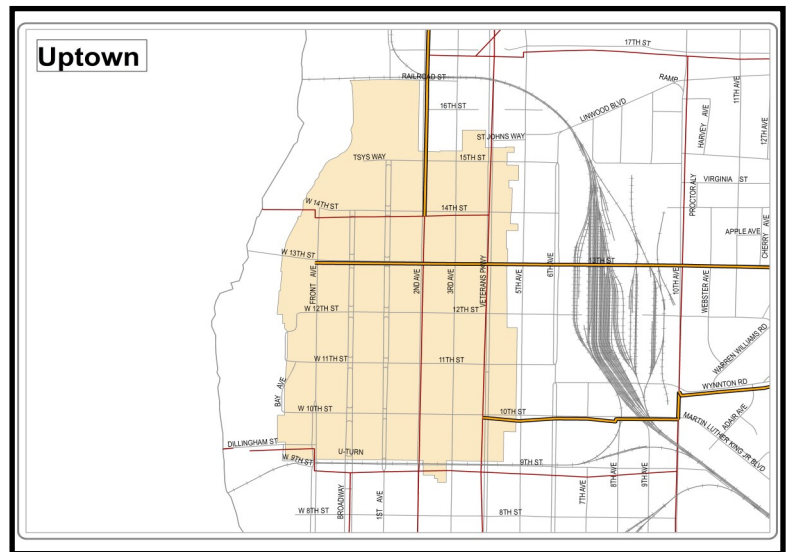 Uptown
17TH ST
RAILROAD ST
RAMP
11TH AVE
16TH ST
LINWOOD BLVD
HARVEY AVE
12TH AVE
ST JOHNS WAY
TSYS WAY
15TH ST
VIRGINIA ST
PROCTOR ALY
W 14TH ST
14TH ST
APPLE AVE
CHERRY AVE
W 13TH ST
13TH ST
FRONT AVE
2ND AVE
3RD AVE
VETERANS PKWY
5TH AVE
6TH AVE
10TH AVE
WEBSTER AVE
W 12TH ST
12TH ST
WARREN WILLIAMS RD
W 11TH ST
11TH ST
BAY AVE
WYNNTON RD
W 10TH ST
10TH ST
ADAIR AVE
MARTIN LUTHER KING JR BLVD
DILLINGHAM ST
U-TURN
W 9TH ST
9TH ST
BROADWAY
1ST AVE
7TH AVE
8TH AVE
9TH AVE
W 8TH ST
8TH ST